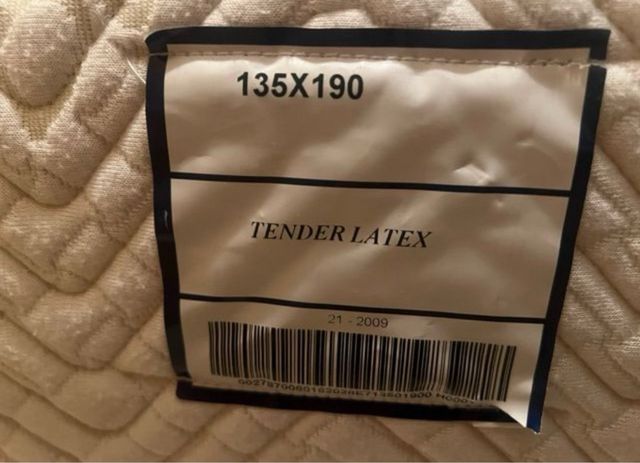 135X190
TENDER LATEX
21 - 2009